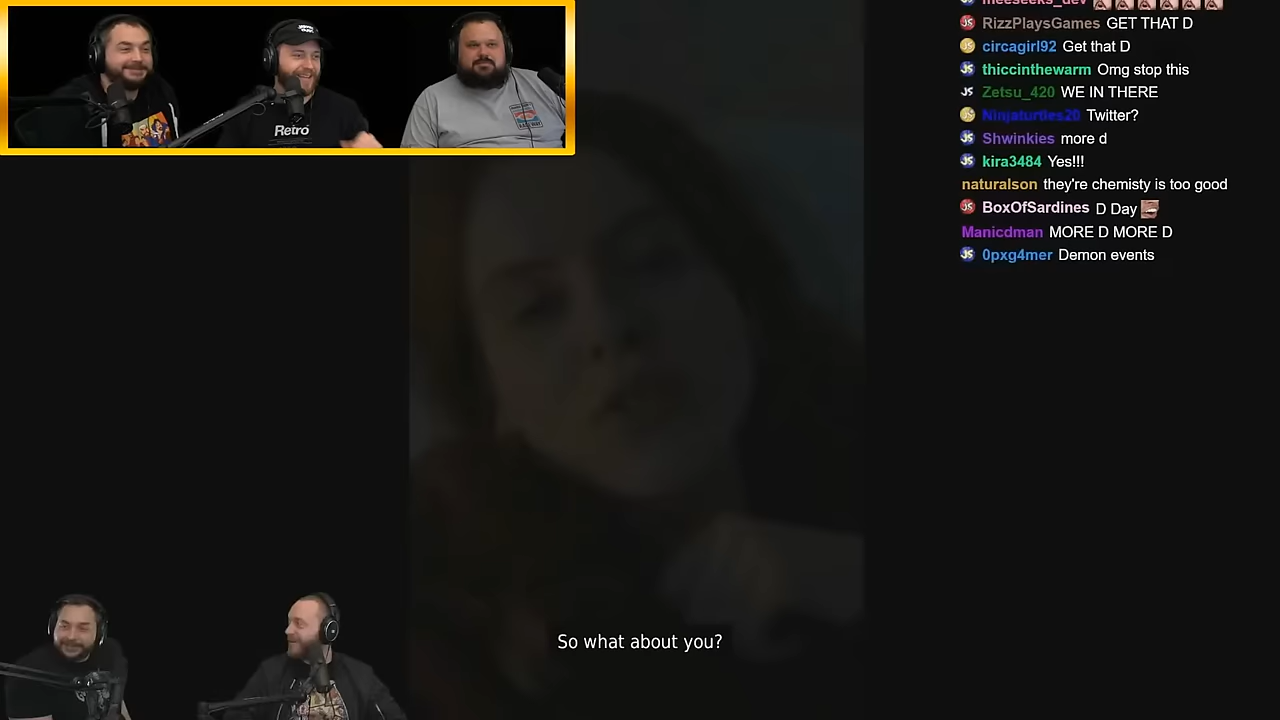 meeseeks_dev
RizzPlaysGames GET THAT D
circagirl92 Get that D
thiccinthewarm Omg stop this
Zetsu_420 WE IN THERE
Ninjaturtles20 Twitter?
Shwinkies more d
kira3484 Yes!!!
naturalson they're chemisty is too good
BoxOfSardines D Day
Manicdman MORE D MORE D
0pxg4mer Demon events
Retro
So what about you?